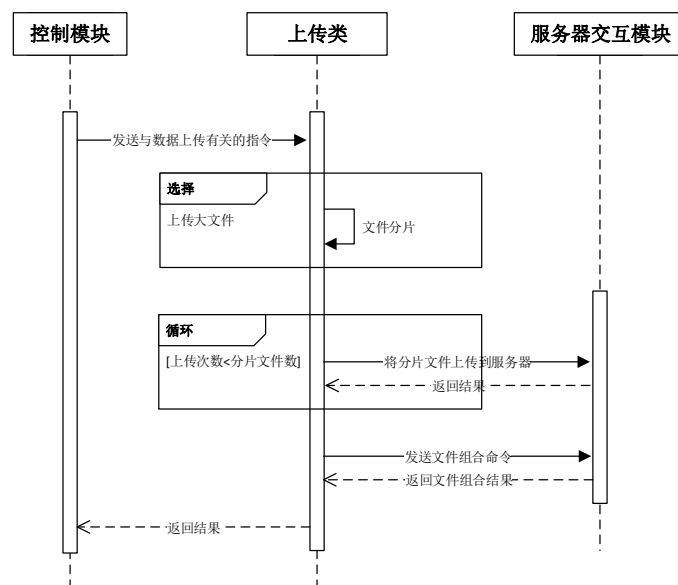 控制模块
上传类
服务器交互模块
发送与数据上传有关的指令
选择
上传大文件
文件分片
循环
[上传次数<分片文件数]
将分片文件上传到服务器
返回结果
发送文件组合命令
返回文件组合结果
返回结果